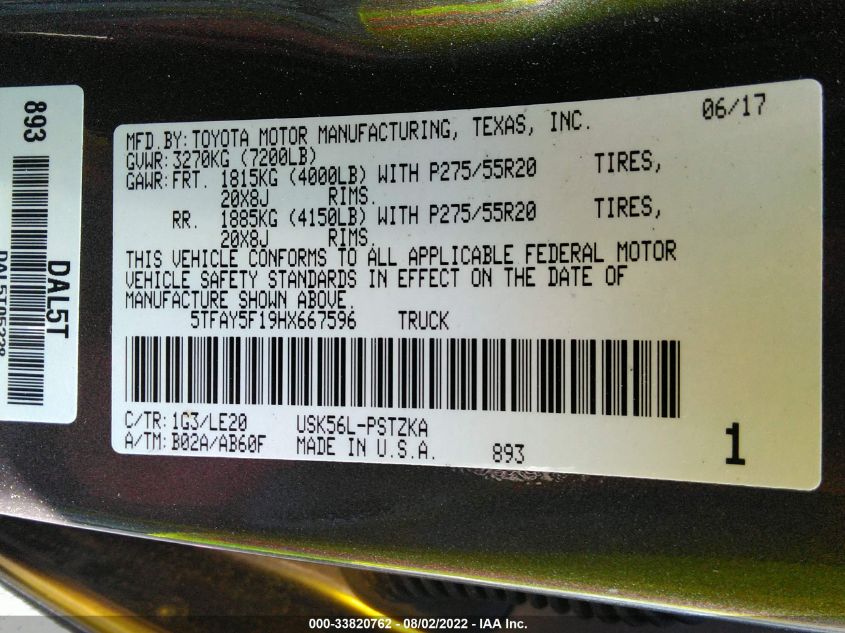 893
DAL5T
06/17
MFD.BY:TOYOTA MOTOR MANUFACTURING, TEXAS, INC.
GVWR:3270KG (7200LB)
GAWR:FRT. 1815KG (4000LB) WITH P275/55R20 TIRES,
20X8J RIMS.
RR. 1885KG (4150LB) WITH P275/55R20 TIRES,
20X8J RIMS.
THIS VEHICLE CONFORMS TO ALL APPLICABLE FEDERAL MOTOR
VEHICLE SAFETY STANDARDS IN EFFECT ON THE DATE OF
MANUFACTURE SHOWN ABOVE.
5TFAY5F19HX667596 TRUCK
C/TR:1G3/LE20 USK56L-PSTZKA
A/TM:B02A/AB60F MADE IN U.S.A. 893 1
000-33820762 - 08/02/2022 - IAA Inc.